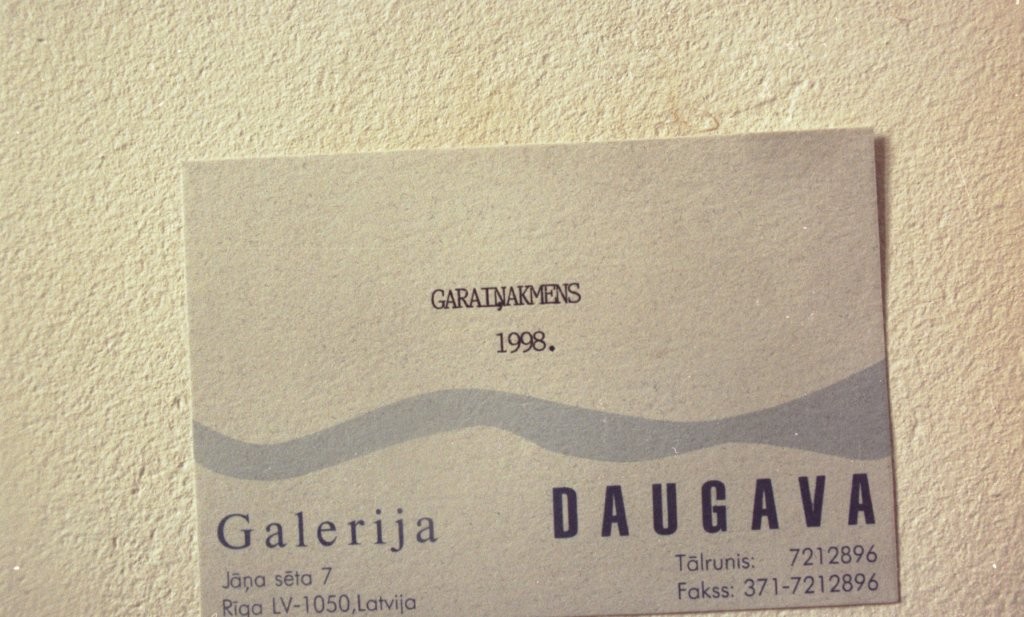 GARAIŅAKMENS
1998.
Galerija DAUGAVA
Jāņa sēta 7 Tālrunis: 7212896
Rīga LV-1050,Latvija Fakss: 371-7212896